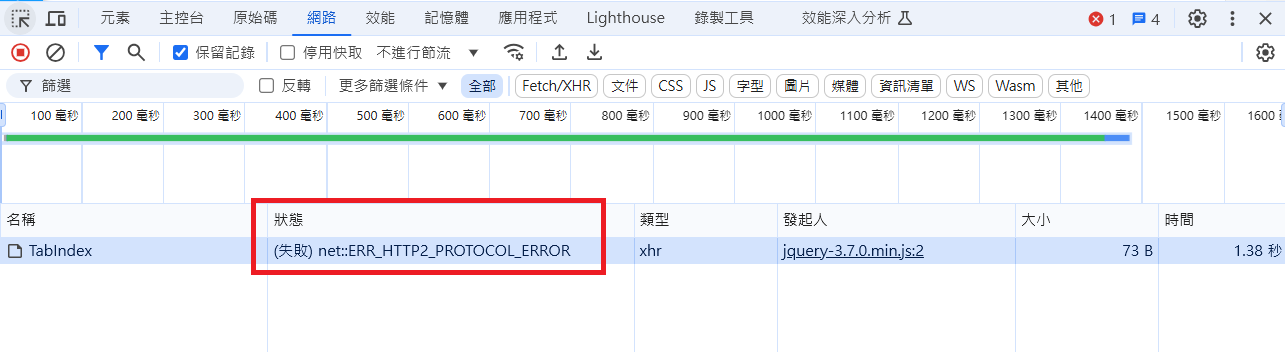 元素 主控台 原始碼 網路 效能 記憶體 應用程式 Lighthouse 錄製工具 效能深入分析 1 4
保留記錄 停用快取 不進行節流
篩選 反轉 更多篩選條件 全部 Fetch/XHR 文件 CSS JS 字型 圖片 媒體 資訊清單 WS Wasm 其他
100 毫秒 200 毫秒 300 毫秒 400 毫秒 500 毫秒 600 毫秒 700 毫秒 800 毫秒 900 毫秒 1000 毫秒 1100 毫秒 1200 毫秒 1300 毫秒 1400 毫秒 1500 毫秒 1600
名稱 狀態 類型 發起人 大小 時間
TabIndex (失敗) net::ERR_HTTP2_PROTOCOL_ERROR xhr jquery-3.7.0.min.js:2 73 B 1.38 秒